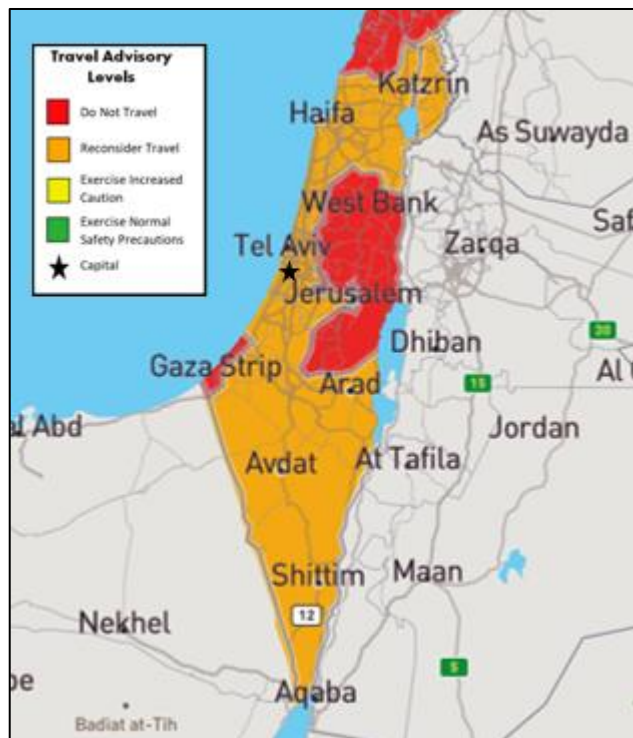 Travel Advisory
Levels
Do Not Travel
Reconsider Travel
Exercise Increased
Caution
Exercise Normal
Safety Precautions
Capital
Katzrin
Haifa
As Suwayda
West Bank
Saf
Tel Aviv
Zarqa
Jerusalem
Dhiban
30
Gaza Strip
Arad
15
Al
el Abd
Jordan
Avdat
At Tafila
Shittim
Maan
12
Nekhel
5
Aqaba
Badiat at-Tih